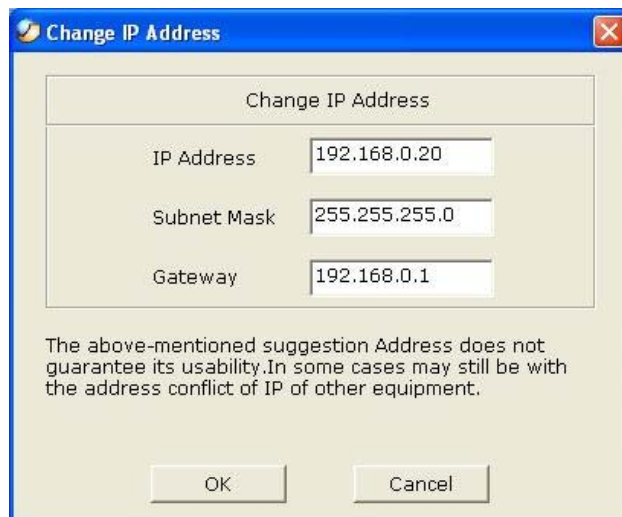 Change IP Address
Change IP Address
IP Address 192.168.0.20
Subnet Mask 255.255.255.0
Gateway 192.168.0.1
The above-mentioned suggestion Address does not
guarantee its usability.In some cases may still be with
the address conflict of IP of other equipment.
OK Cancel